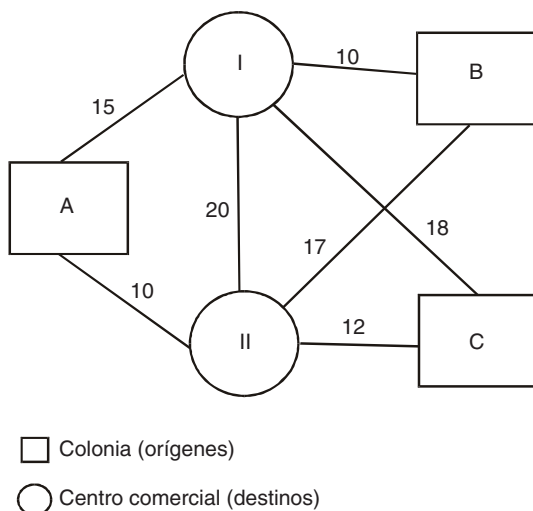 I
10
B
15
A
20
18
17
10
II
12
C
Colonia (orígenes)
Centro comercial (destinos)